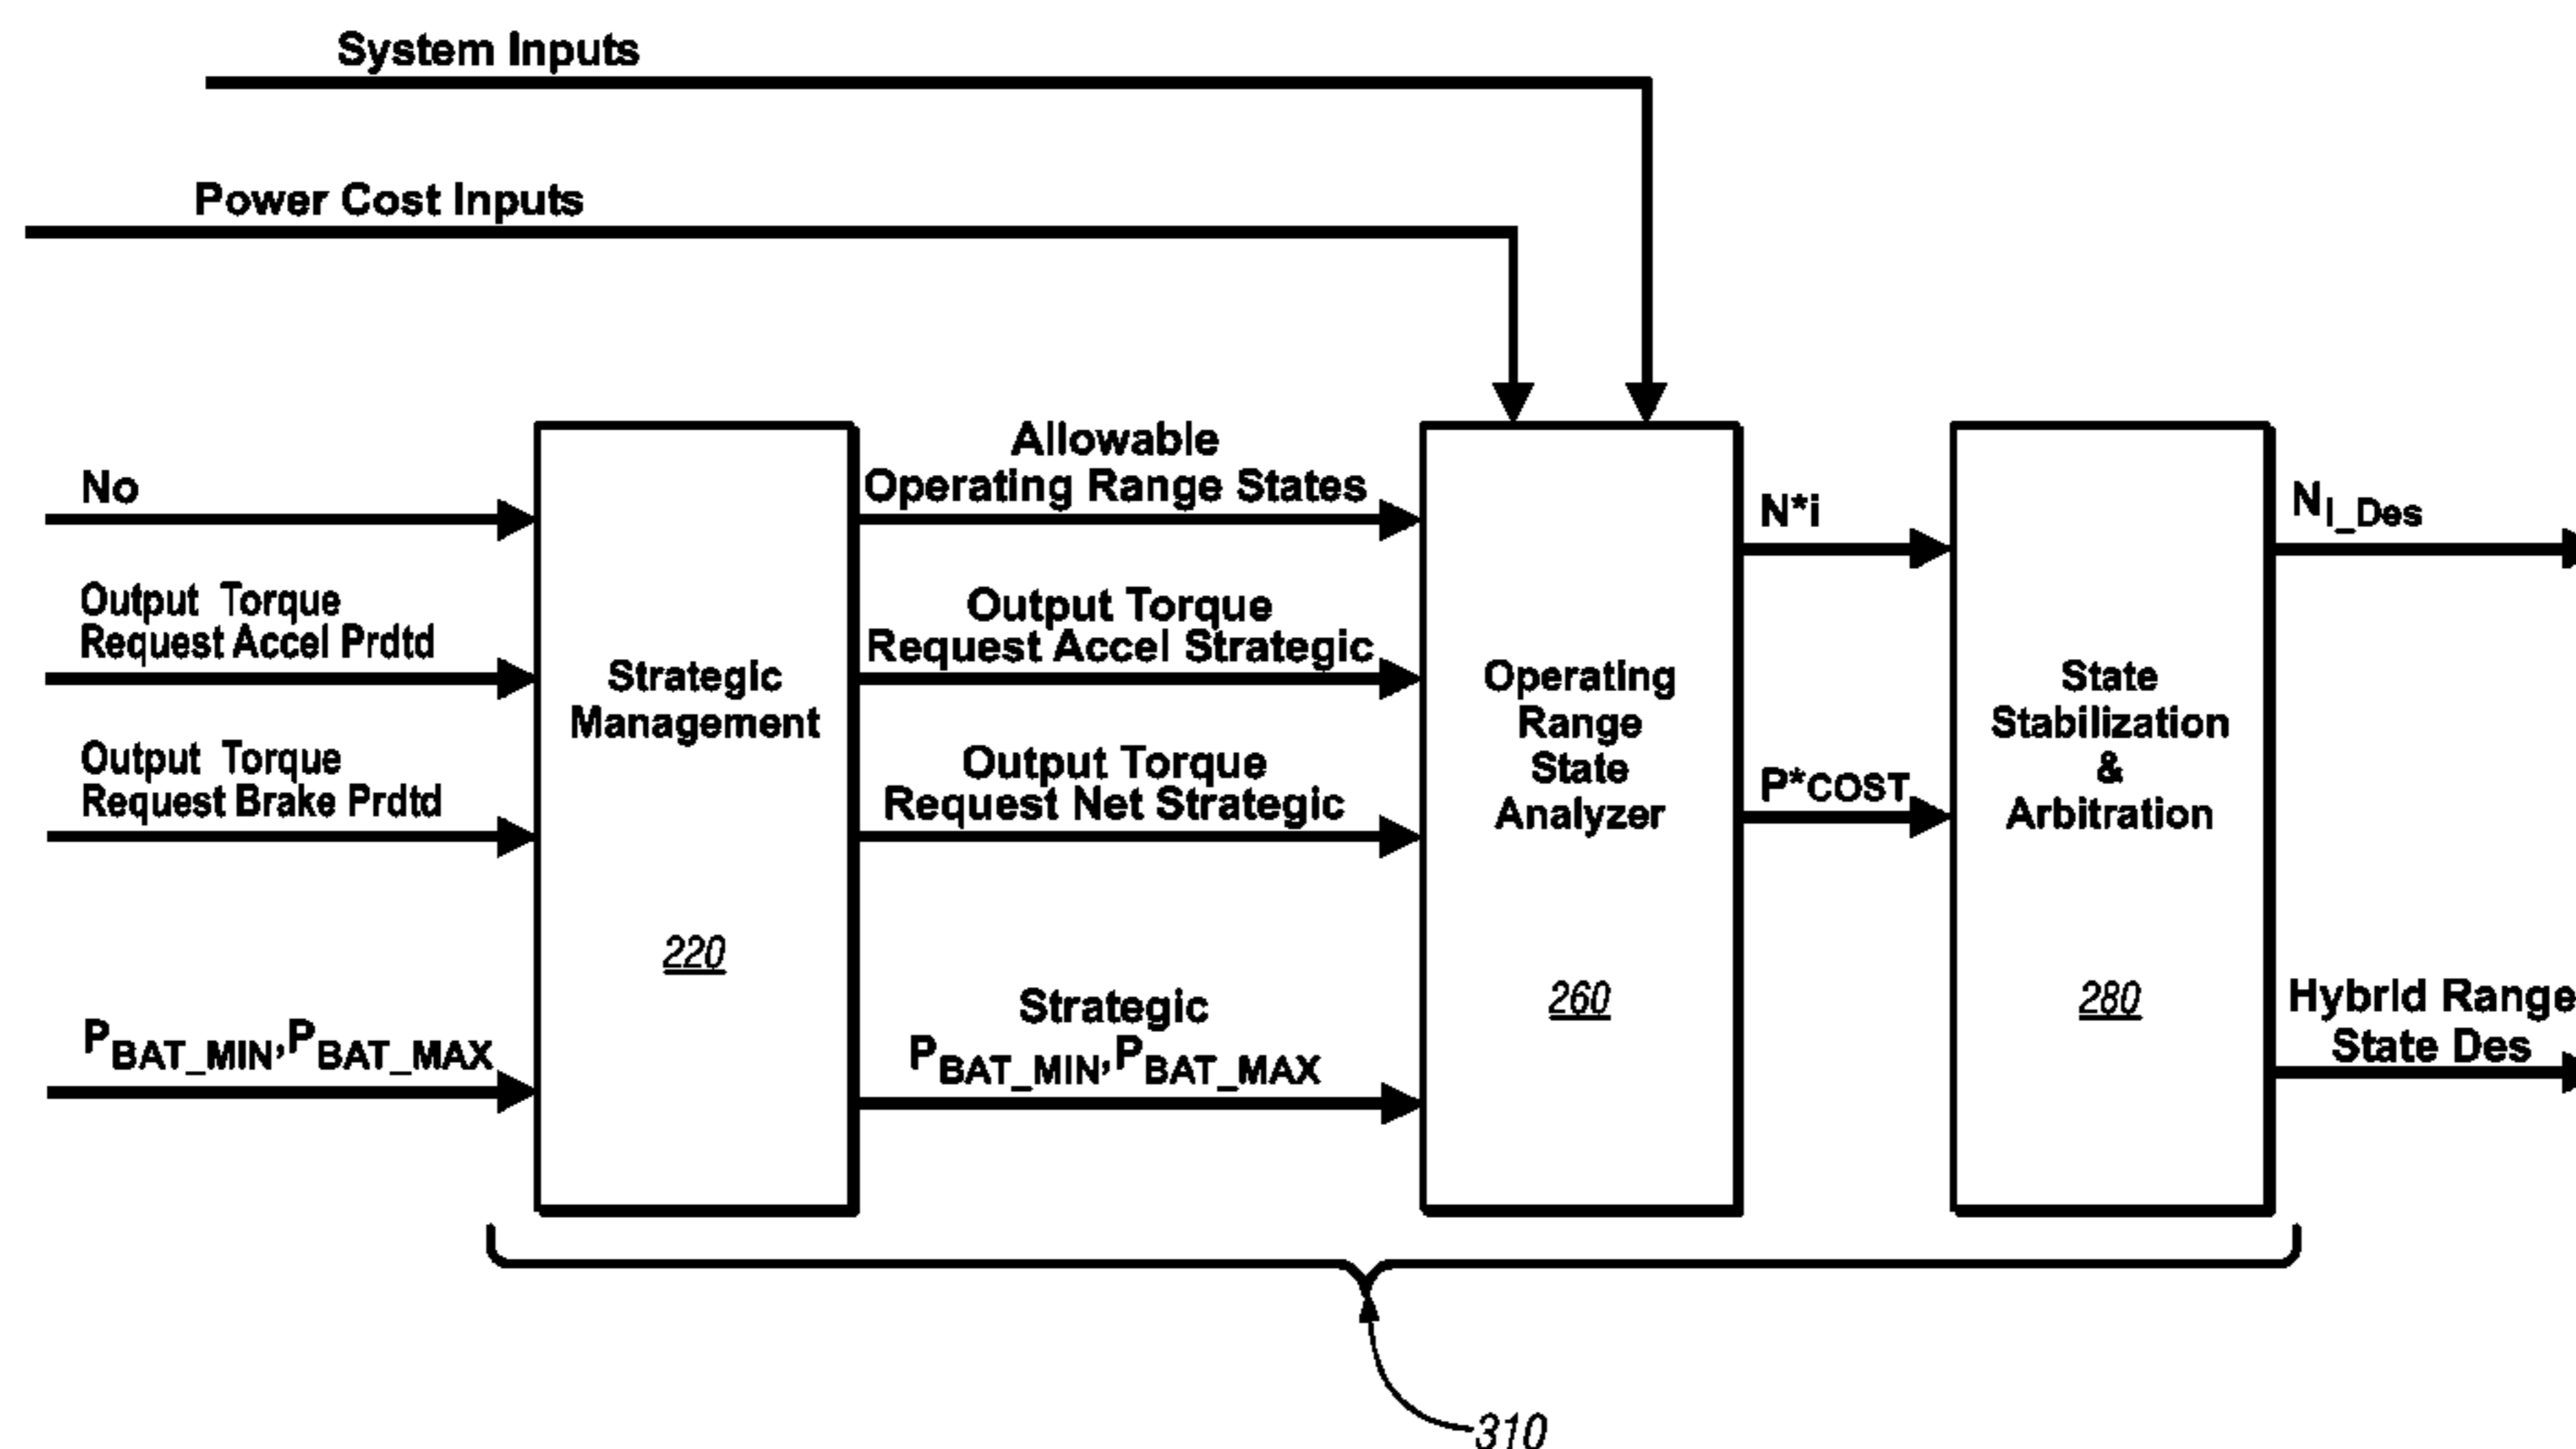 System Inputs
Power Cost Inputs
No
Output Torque
Request Accel Prdtd
Output Torque
Request Brake Prdtd
PBAT_MIN,PBAT_MAX
Strategic
Management
220
Allowable
Operating Range States
Output Torque
Request Accel Strategic
Output Torque
Request Net Strategic
Strategic
PBAT_MIN,PBAT_MAX
Operating
Range
State
Analyzer
260
N*i
P*COST
State
Stabilization
&
Arbitration
280
NI_Des
Hybrid Range
State Des
310